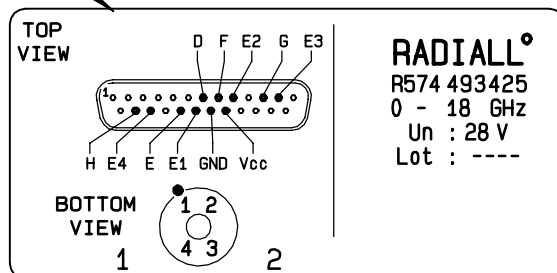 TOP
VIEW
D F E2 G E3
1
H E4 E E1 GND Vcc
BOTTOM
VIEW
1 2
4 3
1 2
RADIALL°
R574 493425
0 - 18 GHz
Un : 28 V
Lot : ----